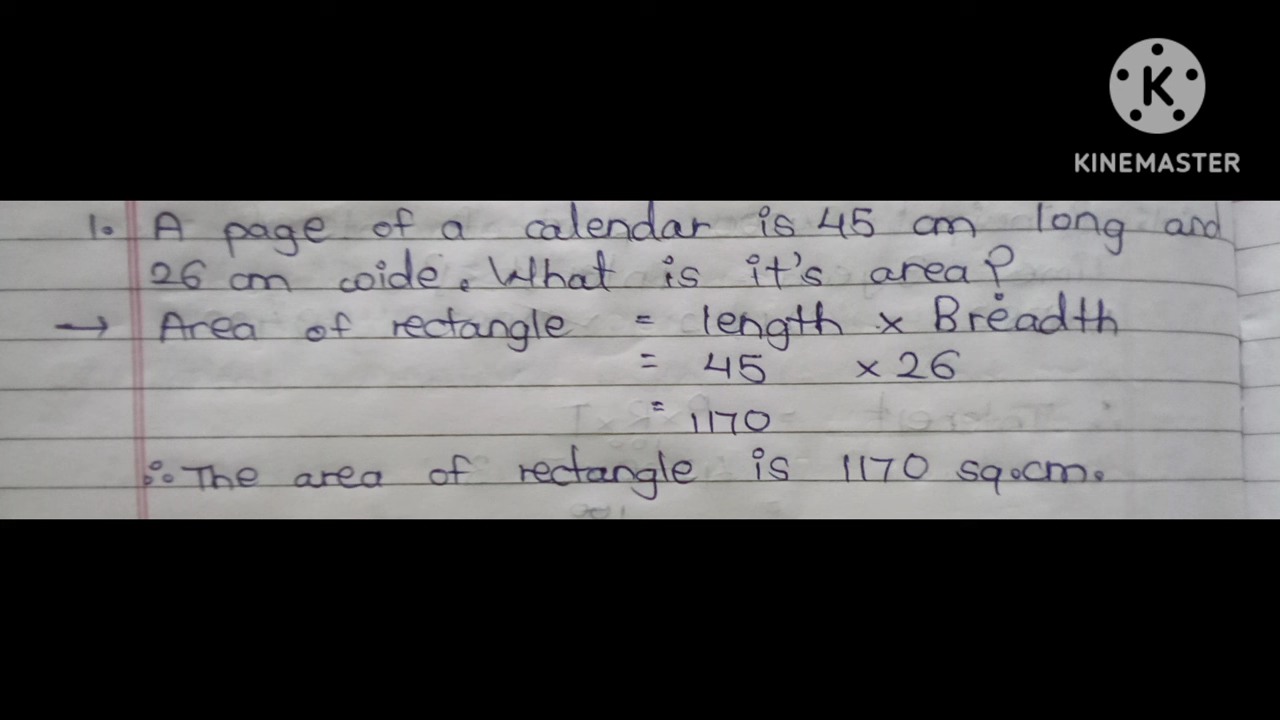 K
KINEMASTER
1. A page of a calendar is 45 cm long and
26 cm wide. What is it's area?
→ Area of rectangle = length × Breadth
= 45 × 26
= 1170
∴ The area of rectangle is 1170 sq.cm.